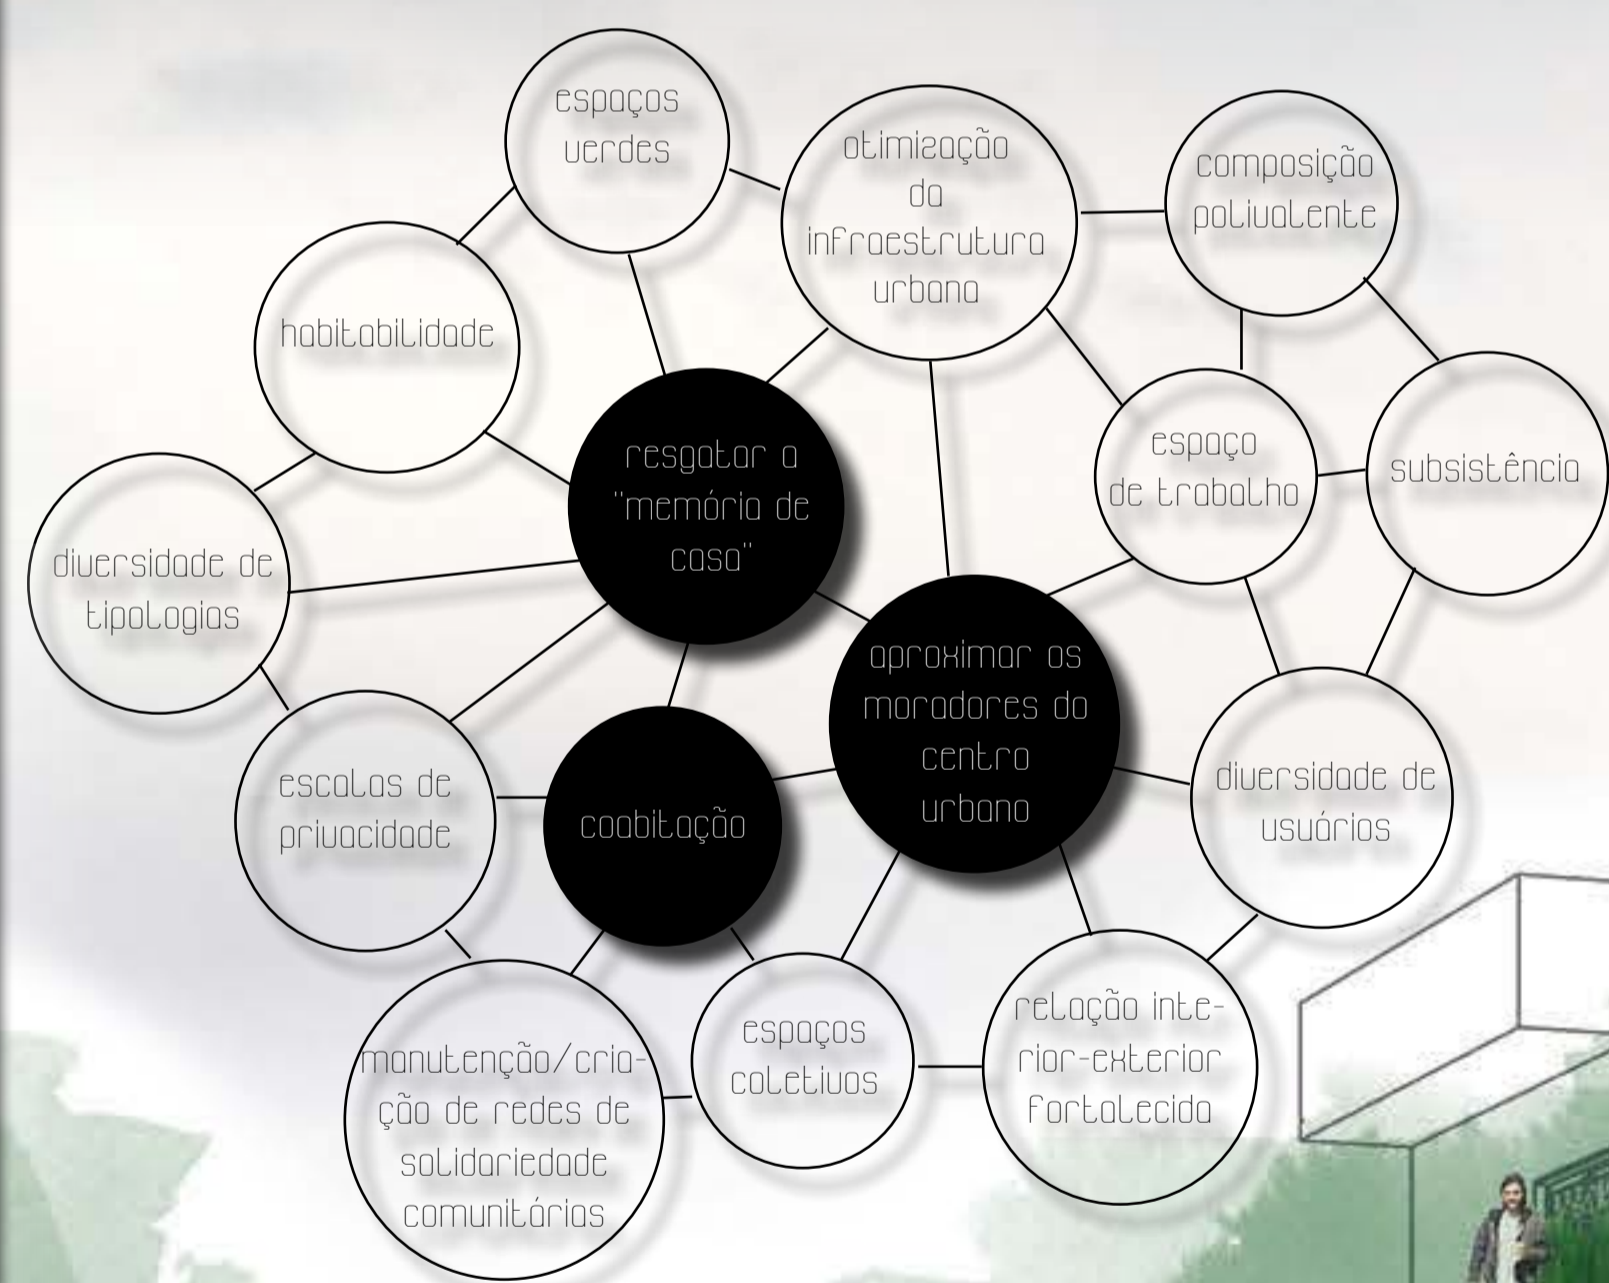 espaços
verdes
otimização
da
infraestrutura
urbana
composição
polivalente
habitabilidade
resgatar a
"memória de
casa"
espaço
de trabalho
subsistência
diversidade de
tipologias
aproximar os
moradores do
centro
urbano
escalas de
privacidade
coabitação
diversidade de
usuários
manutenção/cria-
ção de redes de
solidariedade
comunitárias
espaços
coletivos
relação inte-
rior-exterior
fortalecida